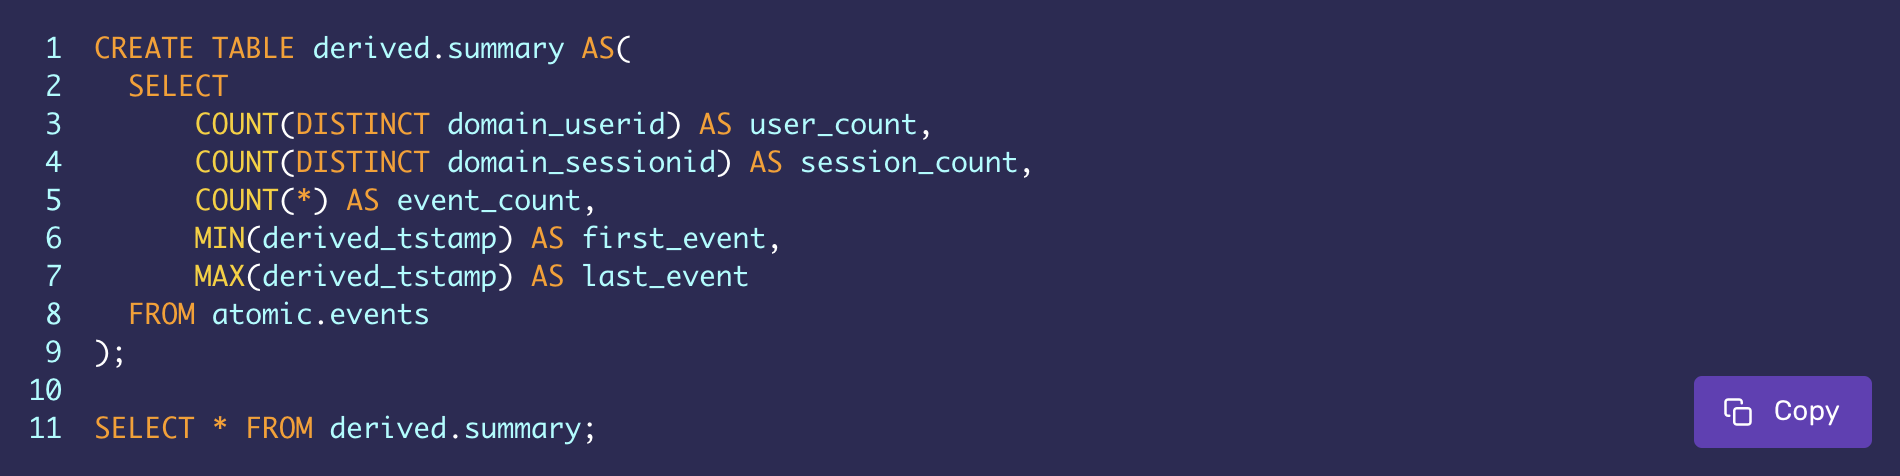 1 CREATE TABLE derived.summary AS(
2   SELECT
3       COUNT(DISTINCT domain_userid) AS user_count,
4       COUNT(DISTINCT domain_sessionid) AS session_count,
5       COUNT(*) AS event_count,
6       MIN(derived_tstamp) AS first_event,
7       MAX(derived_tstamp) AS last_event
8   FROM atomic.events
9 );
10
11 SELECT * FROM derived.summary;
Copy